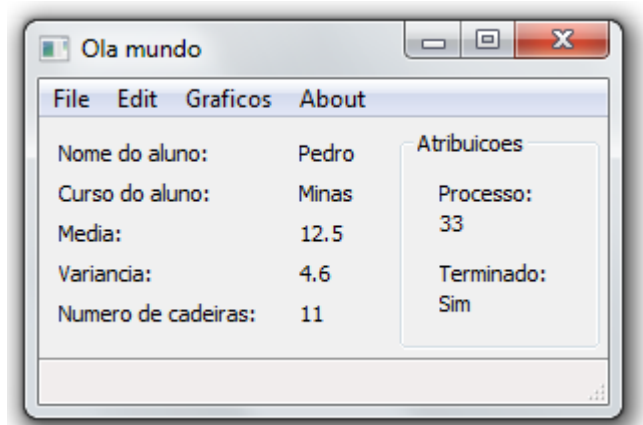 Ola mundo
File Edit Graficos About
Nome do aluno: Pedro
Curso do aluno: Minas
Media: 12.5
Variancia: 4.6
Numero de cadeiras: 11
Atribuicoes
Processo:
33
Terminado:
Sim